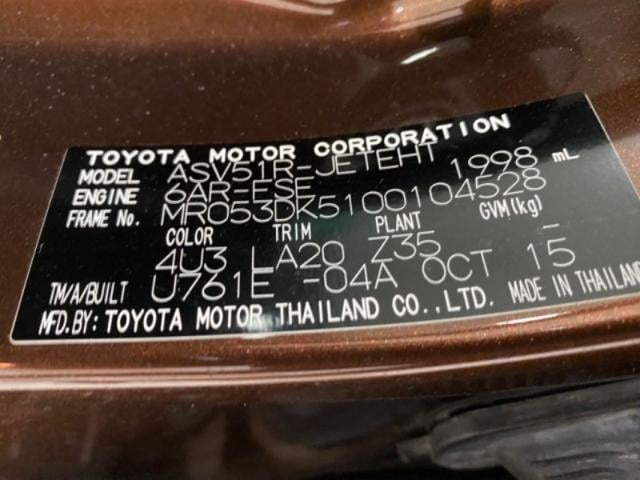 TOYOTA MOTOR CORPORATION
MODEL ASV51R-JETEHT
ENGINE 6AR-FSE 1998 mL
FRAME No. MR053DK5100104528
COLOR TRIM PLANT GVM(kg)
4U3 LA20 Z35 -
TM/A/BUILT U761E -04A OCT 15
MFD.BY: TOYOTA MOTOR THAILAND CO.,LTD. MADE IN THAILAND